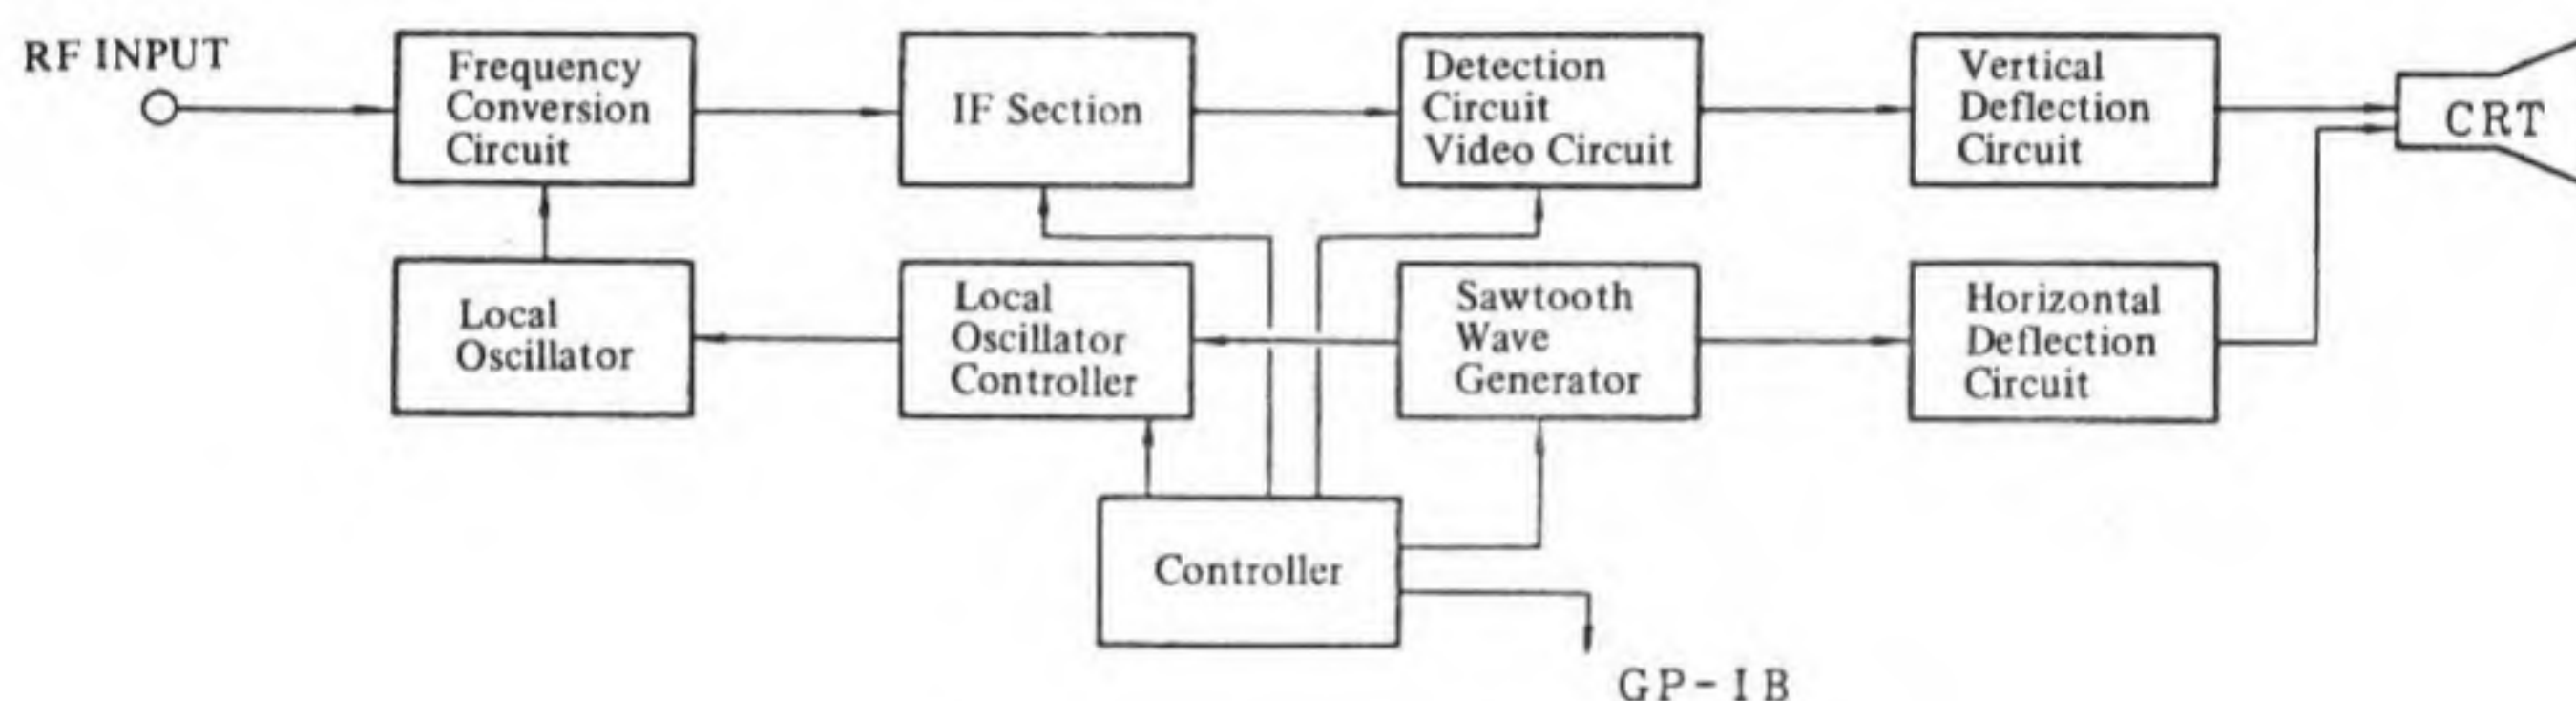 RF INPUT
Frequency
Conversion
Circuit
IF Section
Detection
Circuit
Video Circuit
Vertical
Deflection
Circuit
CRT
Local
Oscillator
Local
Oscillator
Controller
Sawtooth
Wave
Generator
Horizontal
Deflection
Circuit
Controller
GP-IB